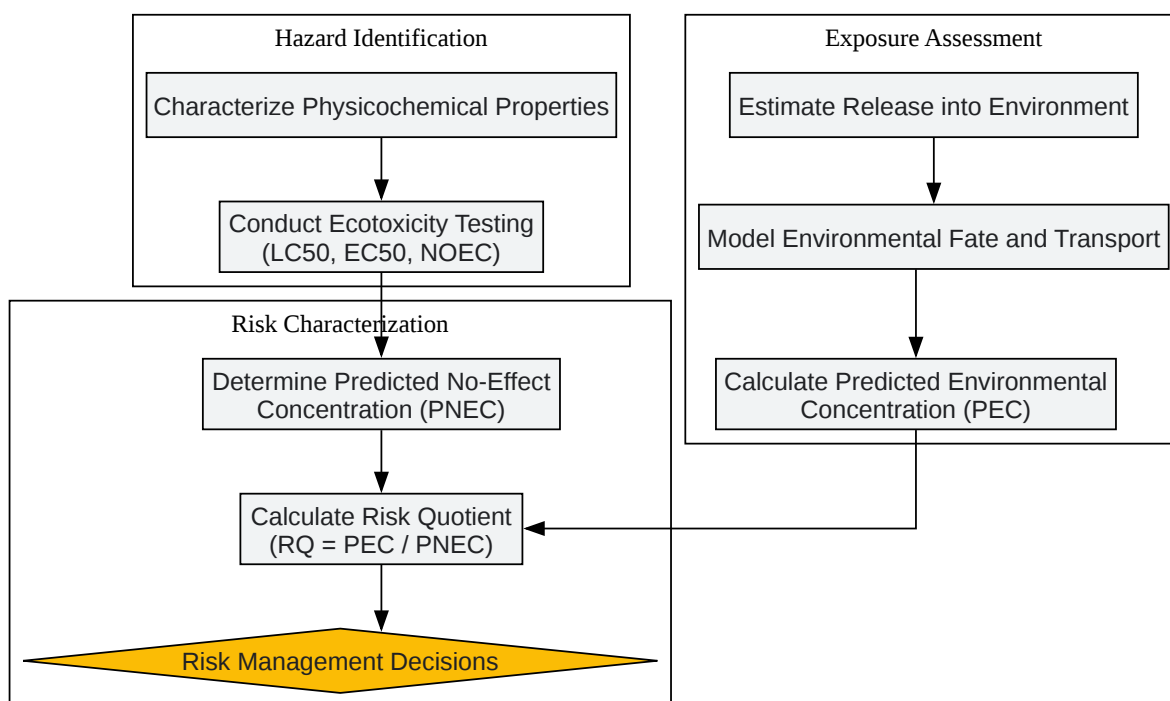 Hazard Identification
Characterize Physicochemical Properties
Conduct Ecotoxicity Testing
(LC50, EC50, NOEC)
Exposure Assessment
Estimate Release into Environment
Model Environmental Fate and Transport
Calculate Predicted Environmental
Concentration (PEC)
Risk Characterization
Determine Predicted No-Effect
Concentration (PNEC)
Calculate Risk Quotient
(RQ = PEC / PNEC)
Risk Management Decisions